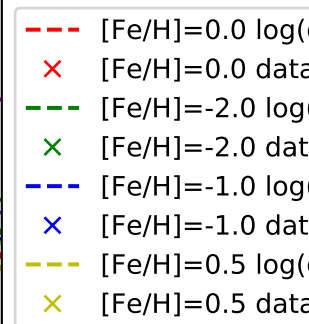 [Fe/H]=0.0 log(
[Fe/H]=0.0 data
[Fe/H]=-2.0 log(
[Fe/H]=-2.0 dat
[Fe/H]=-1.0 log(
[Fe/H]=-1.0 dat
[Fe/H]=0.5 log(
[Fe/H]=0.5 data